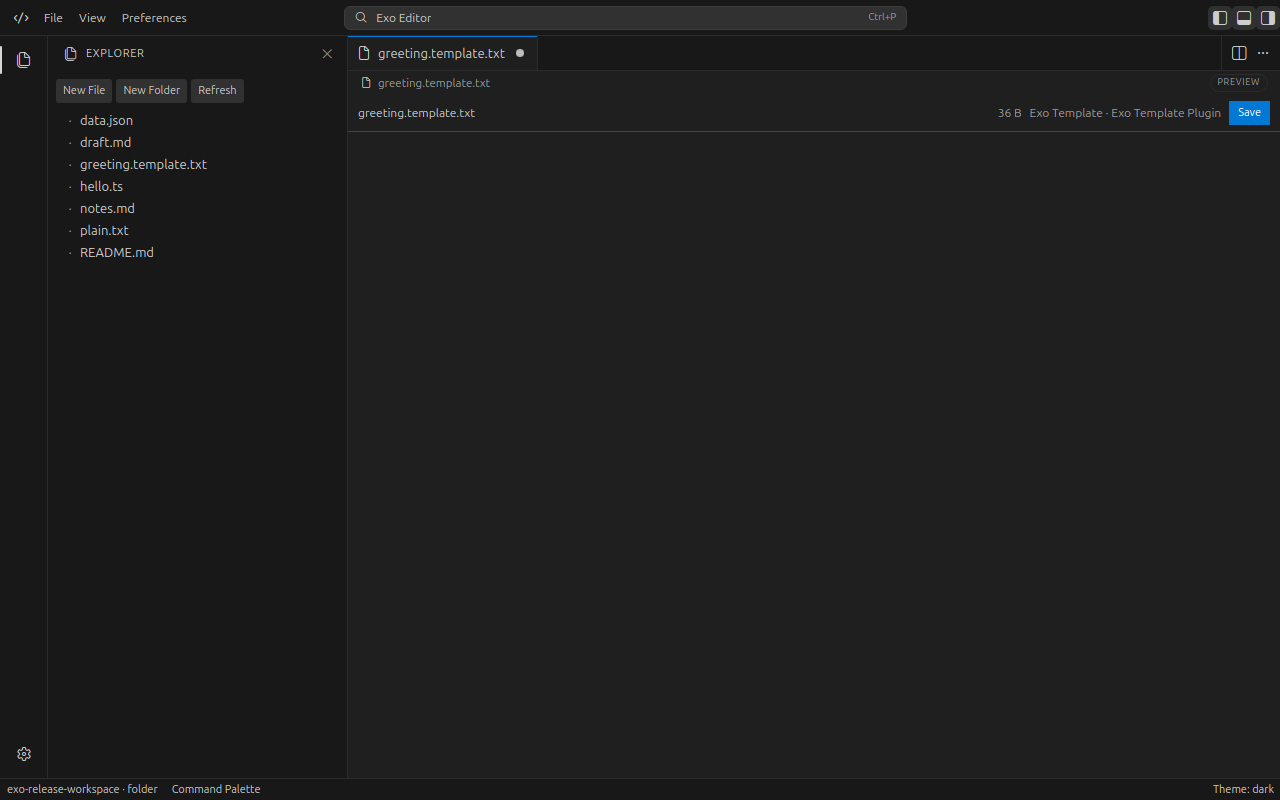 File View Preferences Exo Editor Ctrl+P
EXPLORER
greeting.template.txt
greeting.template.txt PREVIEW
New File New Folder Refresh
greeting.template.txt 36 B Exo Template · Exo Template Plugin Save
· data.json
· draft.md
· greeting.template.txt
· hello.ts
· notes.md
· plain.txt
· README.md
exo-release-workspace · folder Command Palette Theme: dark